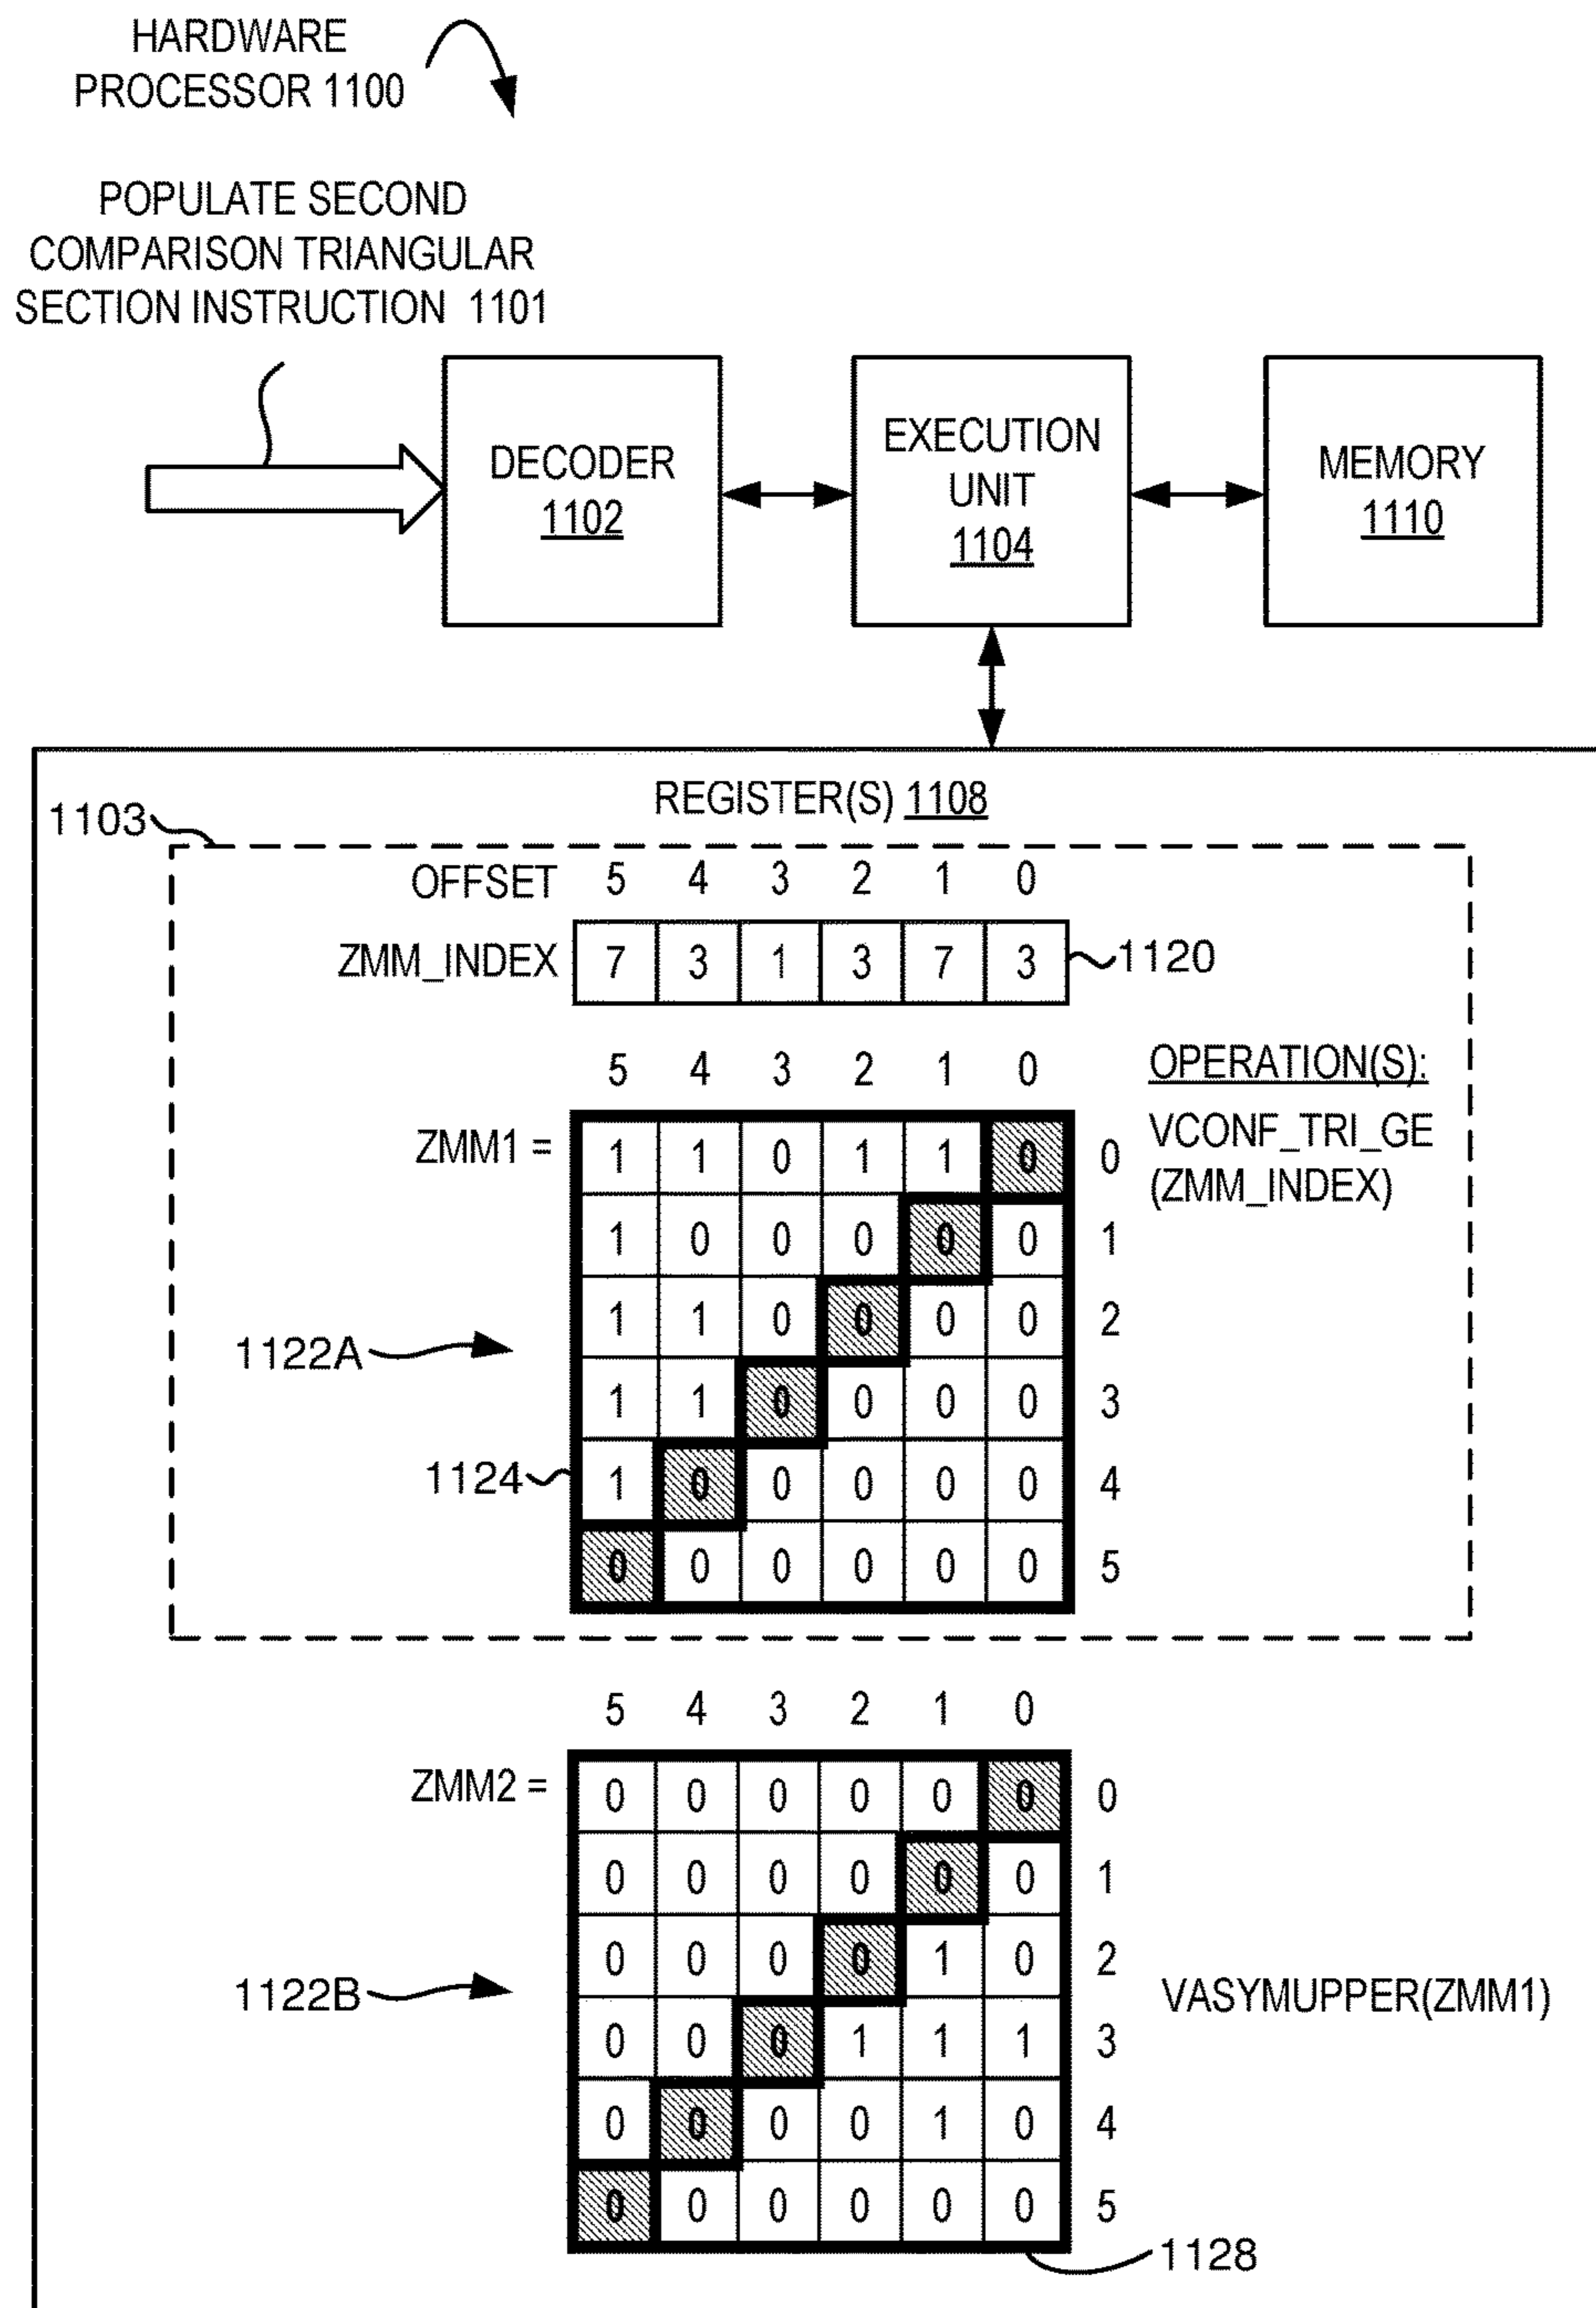 HARDWARE
PROCESSOR 1100
POPULATE SECOND
COMPARISON TRIANGULAR
SECTION INSTRUCTION 1101
DECODER
1102
EXECUTION
UNIT
1104
MEMORY
1110
REGISTER(S) 1108
1103
OFFSET 5 4 3 2 1 0
ZMM_INDEX 7 3 1 3 7 3 1120
5 4 3 2 1 0
OPERATION(S):
VCONF_TRI_GE
(ZMM_INDEX)
ZMM1 = 1 1 0 1 1 0 0
1 0 0 0 0 0 1
1 1 0 0 0 0 2
1122A
1 1 0 0 0 0 3
1124 1 0 0 0 0 0 4
0 0 0 0 0 0 5
5 4 3 2 1 0
ZMM2 = 0 0 0 0 0 0 0
0 0 0 0 0 0 1
0 0 0 0 1 0 2
1122B
VASYMUPPER(ZMM1)
0 0 0 1 1 1 3
0 0 0 0 1 0 4
0 0 0 0 0 0 5
1128